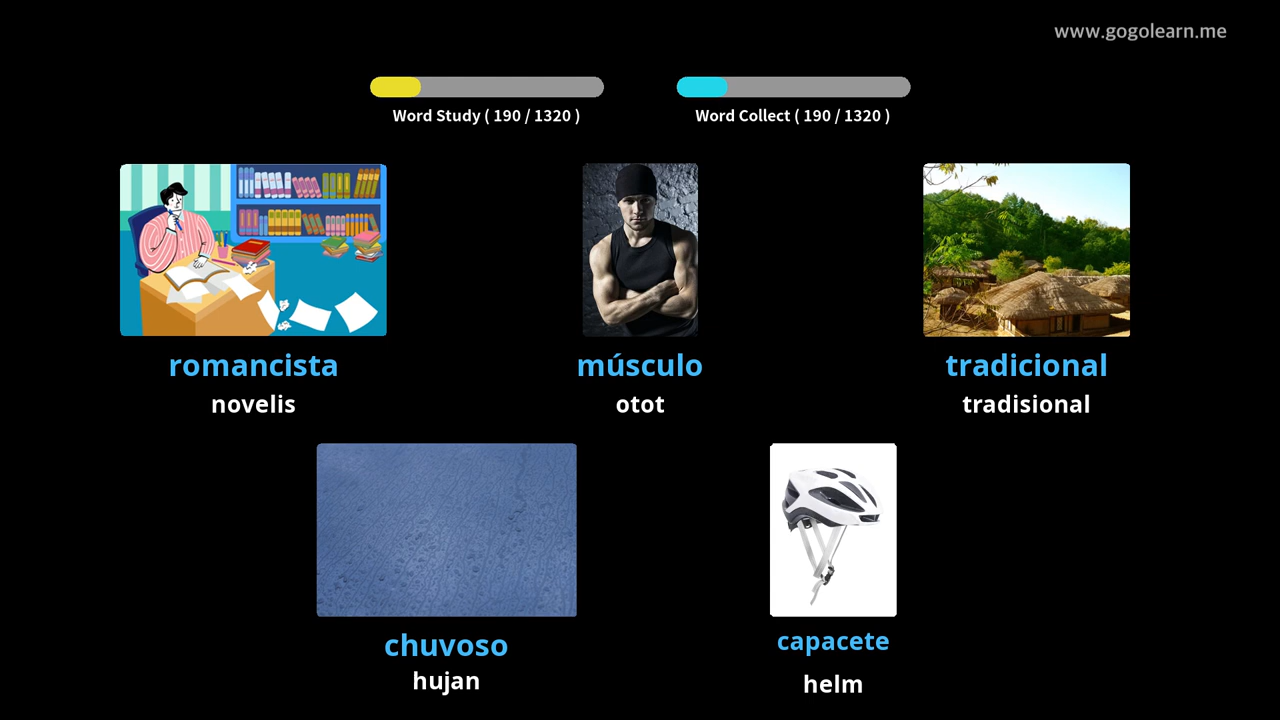 www.gogolearn.me
Word Study ( 190 / 1320 )
Word Collect ( 190 / 1320 )
romancista
novelis
músculo
otot
tradicional
tradisional
chuvoso
hujan
capacete
helm